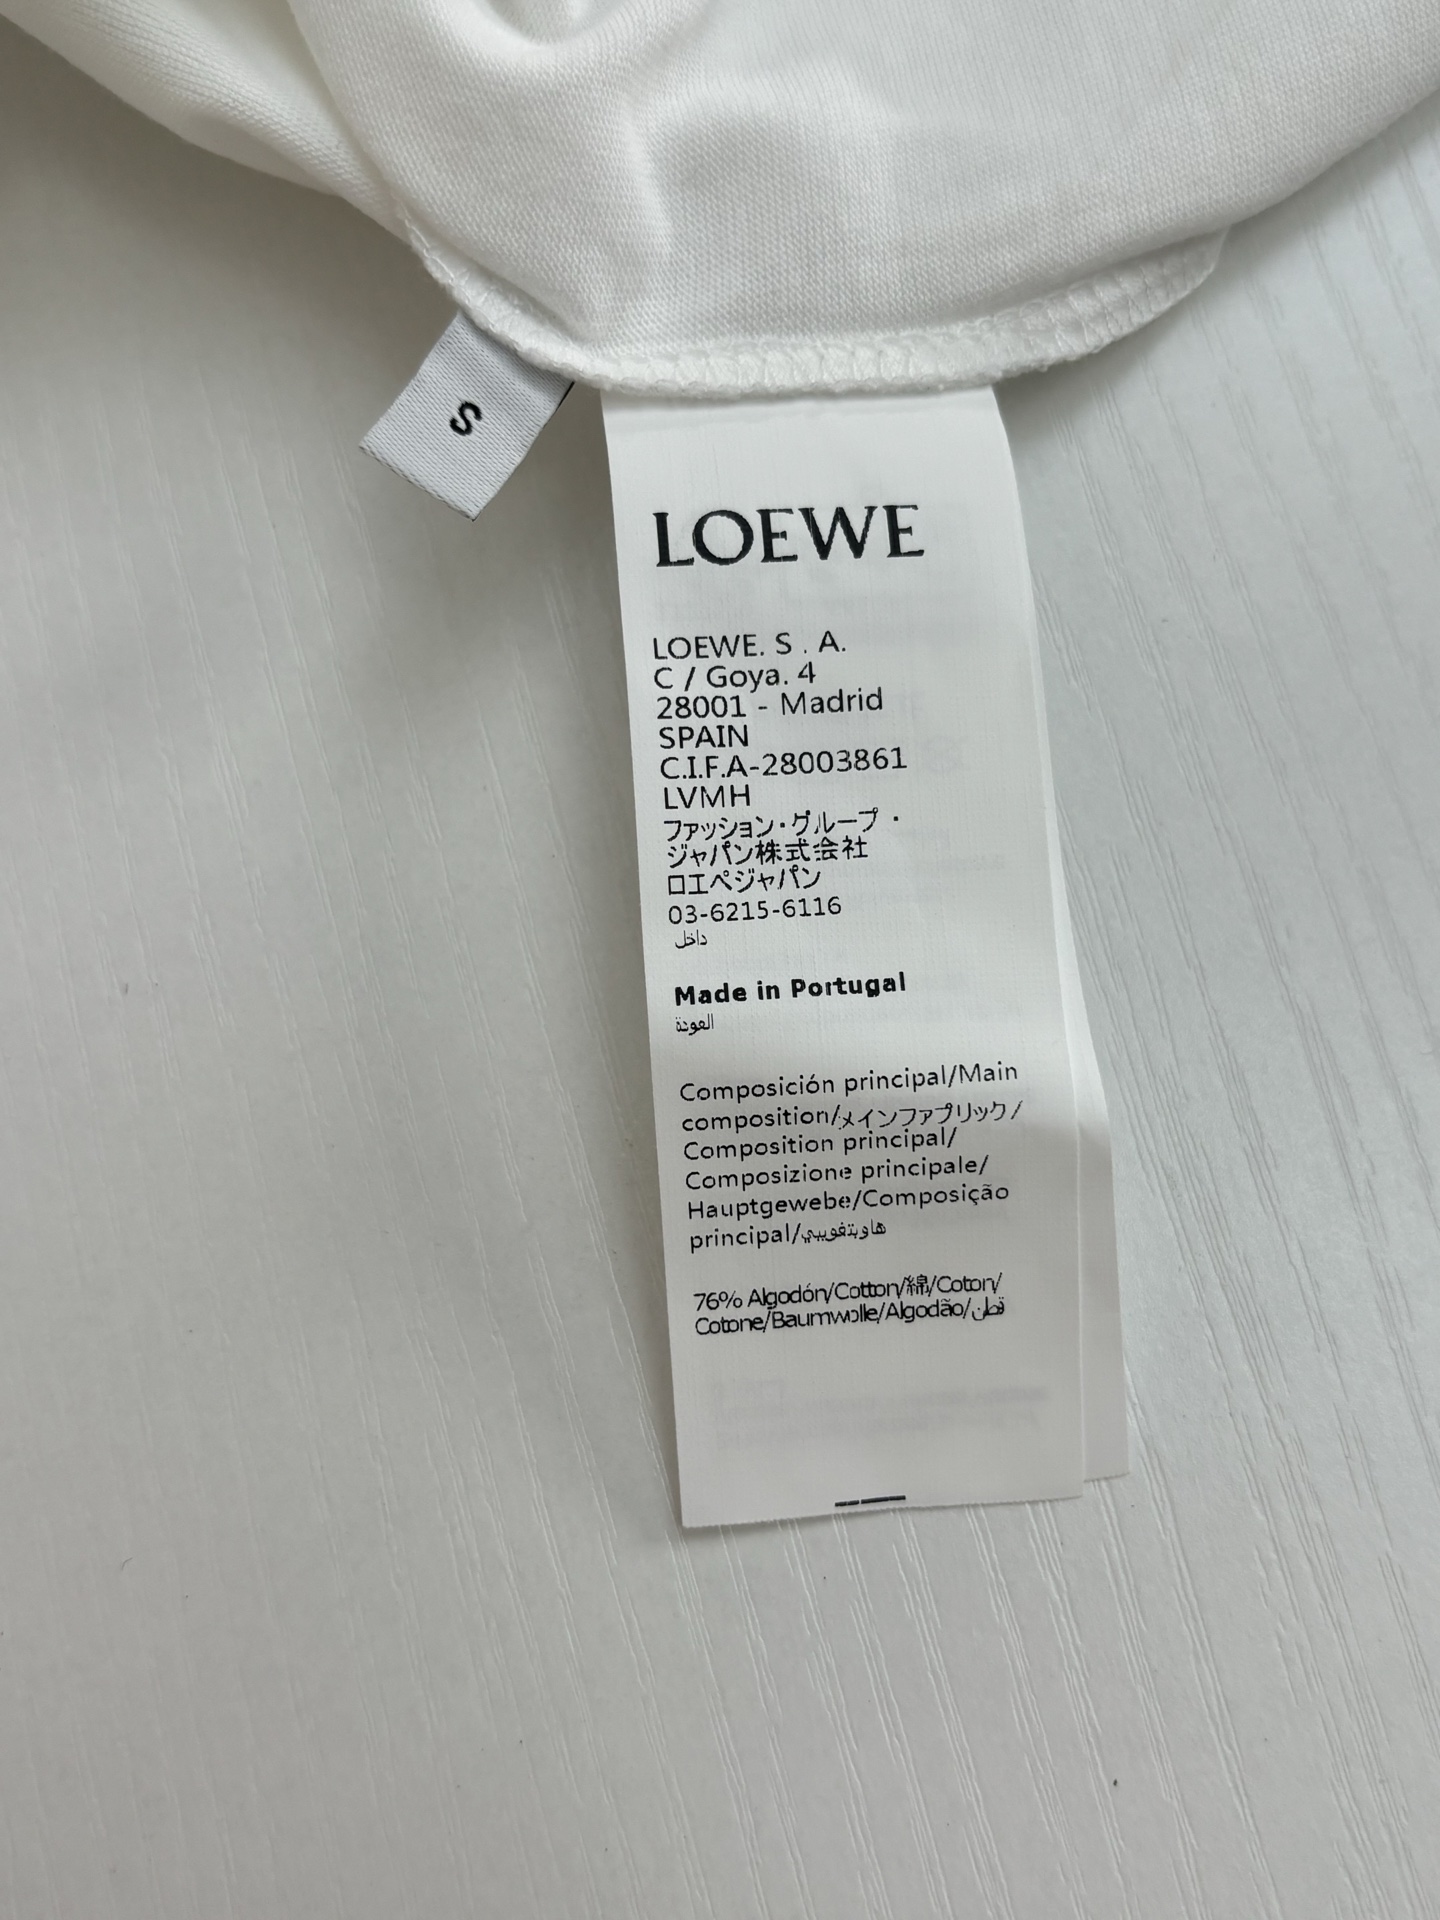 S
LOEWE
LOEWE. S . A.
C / Goya. 4
28001 - Madrid
SPAIN
C.I.F.A-28003861
LVMH
ファッション・グループ・
ジャパン株式会社
ロエペジャパン
03-6215-6116
داخل
Made in Portugal
العودة
Composición principal/Main
composition/メインファブリック/
Composition principal/
Composizione principale/
Hauptgewebe/Composição
principal/هاوبتغويبي
76% Algodón/Cotton/綿/Coton/
Cotone/Baumwolle/Algodão/قطن